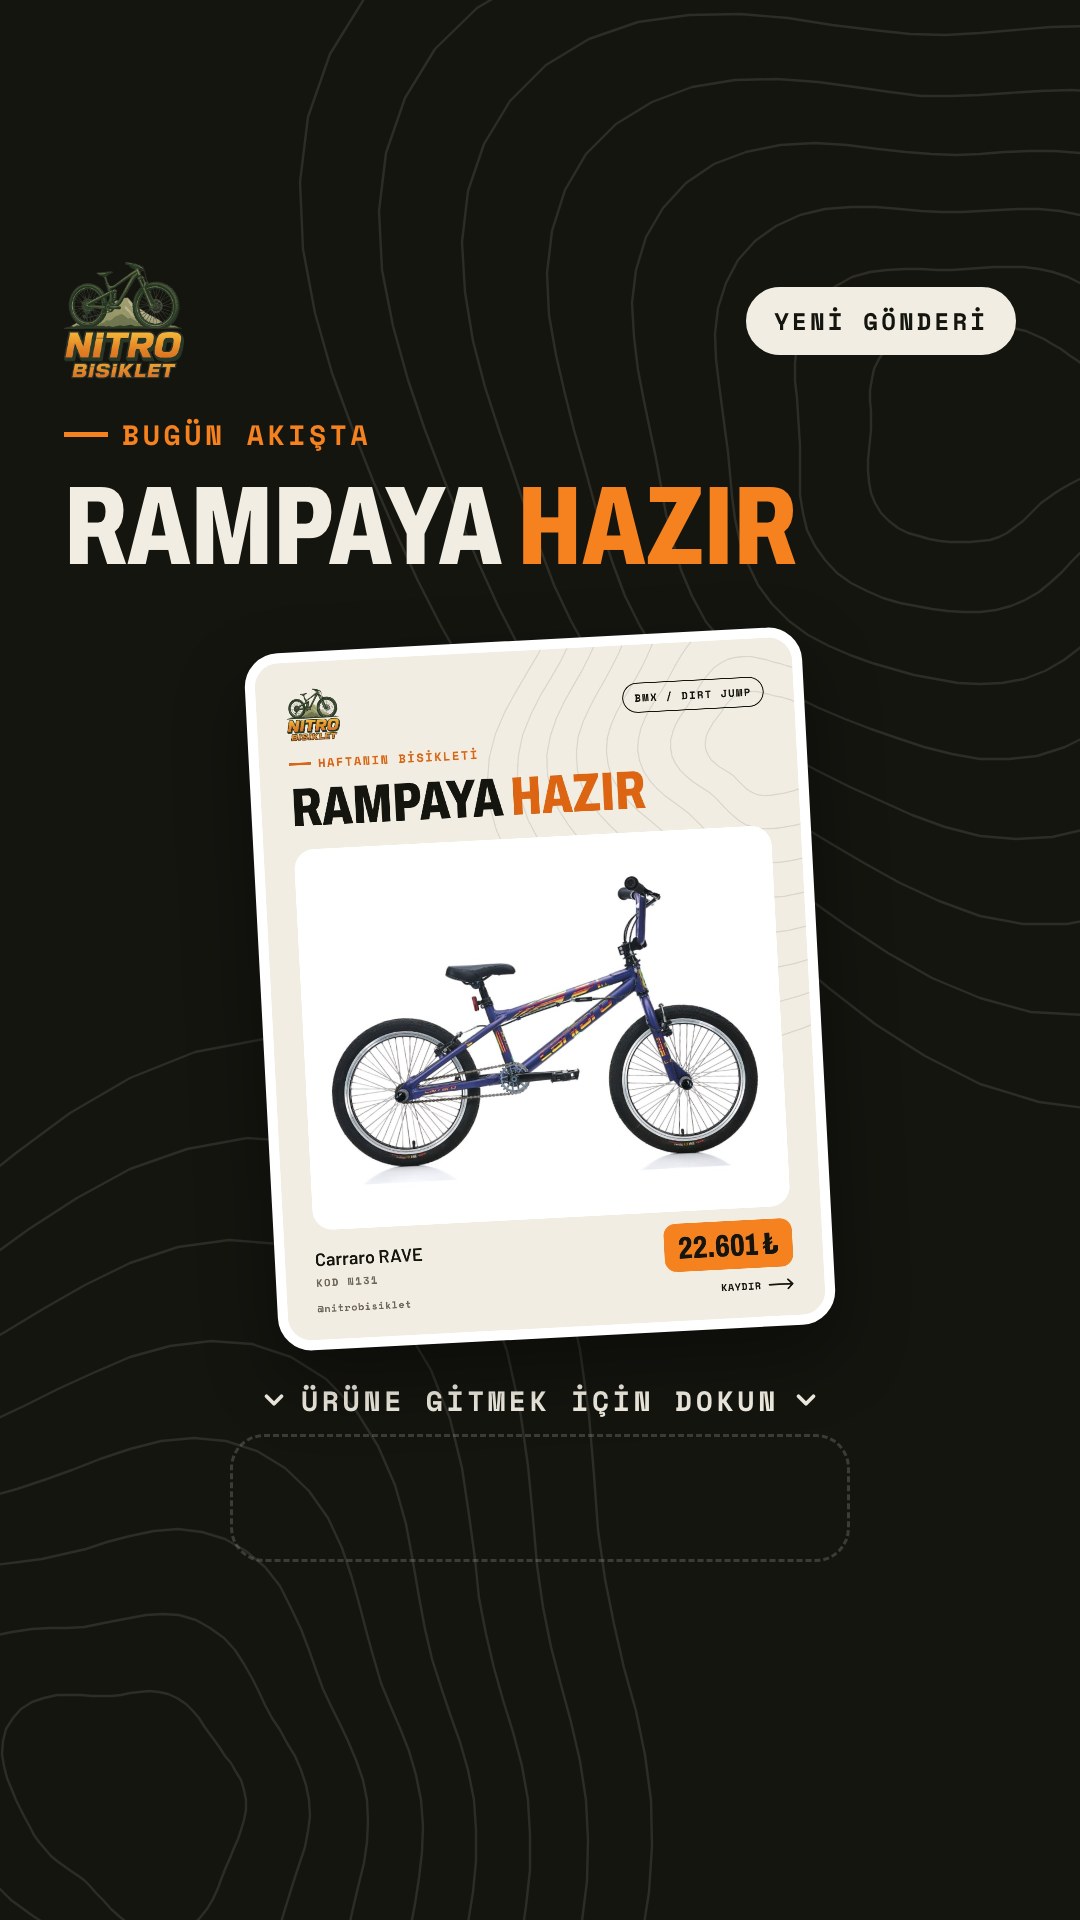 NiTRO
BiSiKLET
YENİ GÖNDERİ
BUGÜN AKIŞTA
RAMPAYA HAZIR
NiTRO
BiSiKLET
BMX / DIRT JUMP
HAFTANIN BİSİKLETİ
RAMPAYA HAZIR
Carraro
Carraro RAVE
22.601 ₺
KOD N131
KAYDIR
@nitrobisiklet
ÜRÜNE GİTMEK İÇİN DOKUN